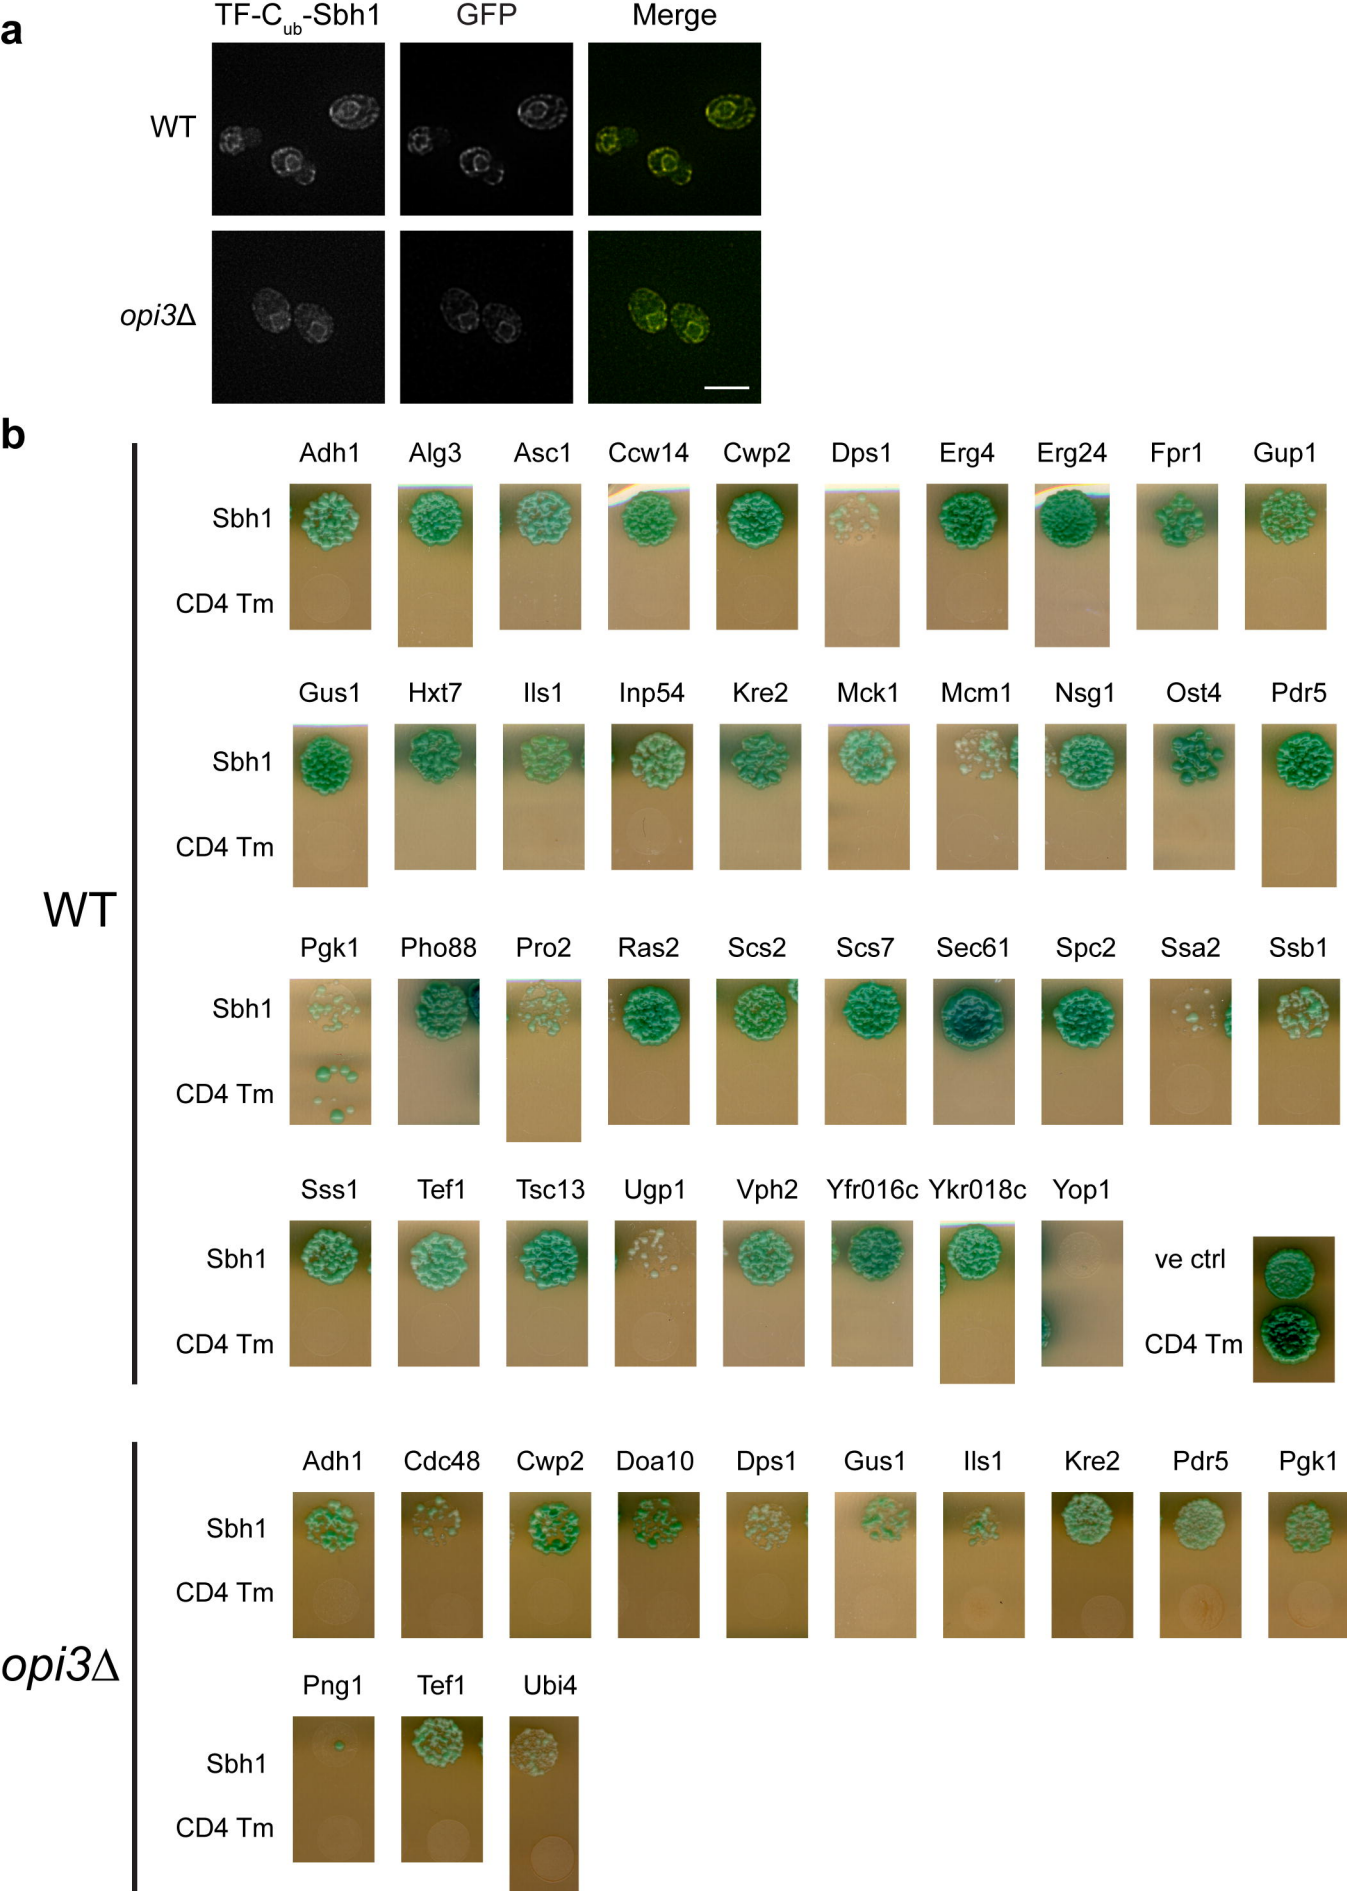 a
TF-Cub-Sbh1 GFP Merge
WT
opi3Δ
b
Adh1 Alg3 Asc1 Ccw14 Cwp2 Dps1 Erg4 Erg24 Fpr1 Gup1
Sbh1
CD4 Tm
Gus1 Hxt7 Ils1 Inp54 Kre2 Mck1 Mcm1 Nsg1 Ost4 Pdr5
Sbh1
CD4 Tm
WT
Pgk1 Pho88 Pro2 Ras2 Scs2 Scs7 Sec61 Spc2 Ssa2 Ssb1
Sbh1
CD4 Tm
Sss1 Tef1 Tsc13 Ugp1 Vph2 Yfr016c Ykr018c Yop1
Sbh1 ve ctrl
CD4 Tm CD4 Tm
Adh1 Cdc48 Cwp2 Doa10 Dps1 Gus1 Ils1 Kre2 Pdr5 Pgk1
Sbh1
CD4 Tm
opi3Δ
Png1 Tef1 Ubi4
Sbh1
CD4 Tm